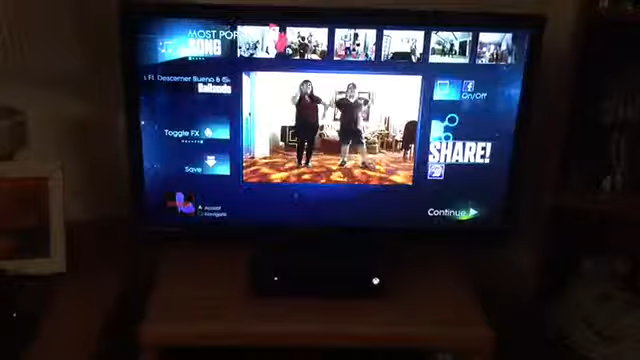 MOST POP
SONG
Ft. Descemer Bueno & 
Bailando
On/Off
Toggle FX
SHARE!
Save
Continue